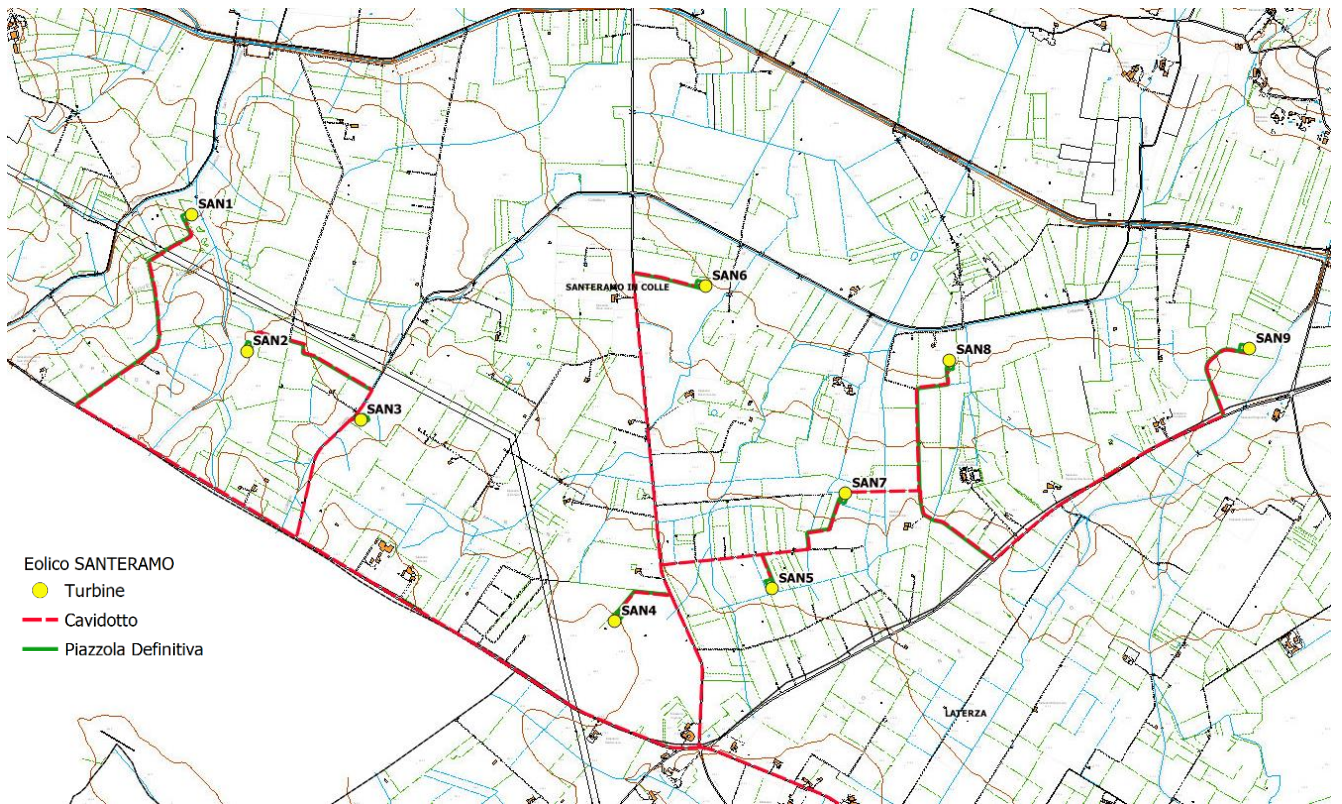 SAN1
SAN6
SANTERAMO IN COLLE
SAN2
SAN9
SAN8
SAN3
SAN7
Eolico SANTERAMO
Turbine
SAN5
Cavidotto
SAN4
Piazzola Definitiva
LATERZA